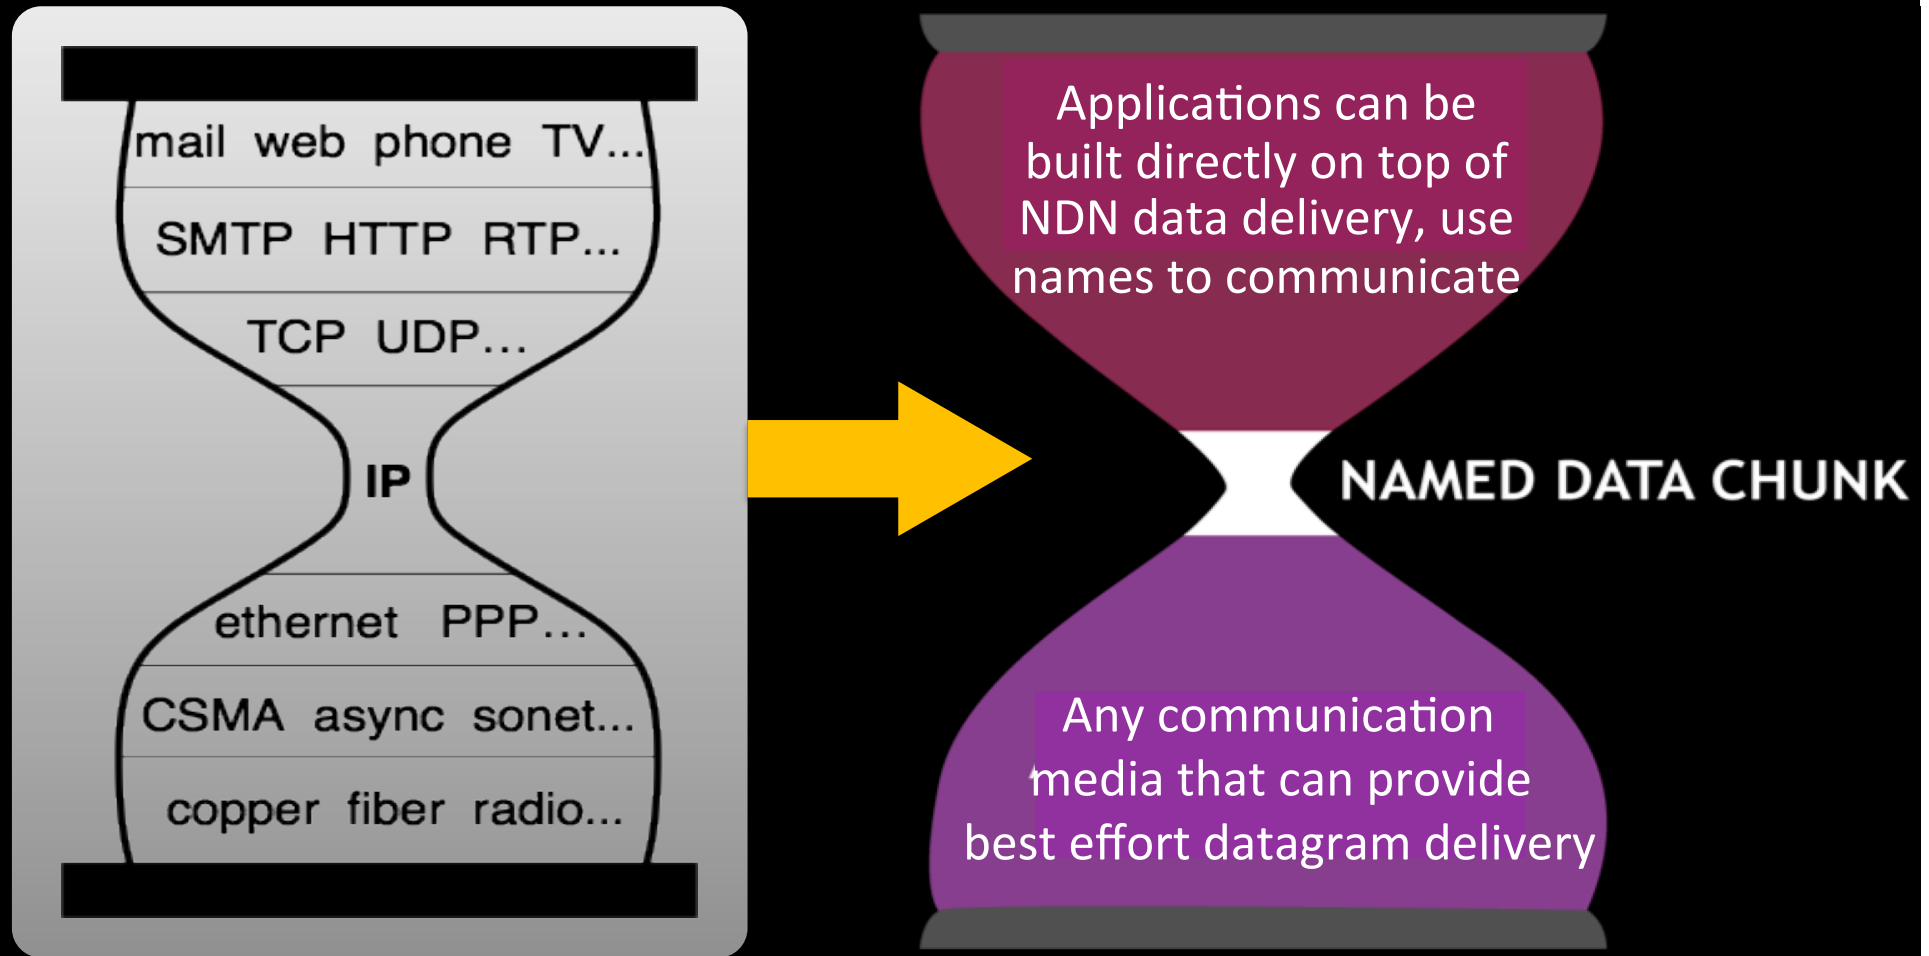 mail web phone TV...
SMTP HTTP RTP...
TCP UDP...
IP
ethernet PPP...
CSMA async sonet...
copper fiber radio...
Applications can be
built directly on top of
NDN data delivery, use
names to communicate
NAMED DATA CHUNK
Any communication
media that can provide
best effort datagram delivery